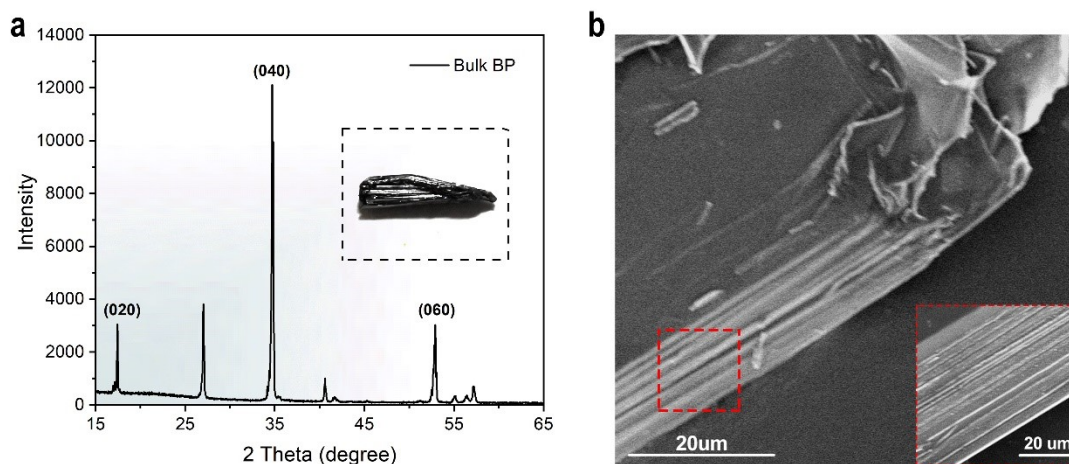 a
b
14000
12000
10000
8000
6000
4000
2000
0
Intensity
(040)
Bulk BP
(020)
(060)
15 25 35 45 55 65
2 Theta (degree)
20um
20 um